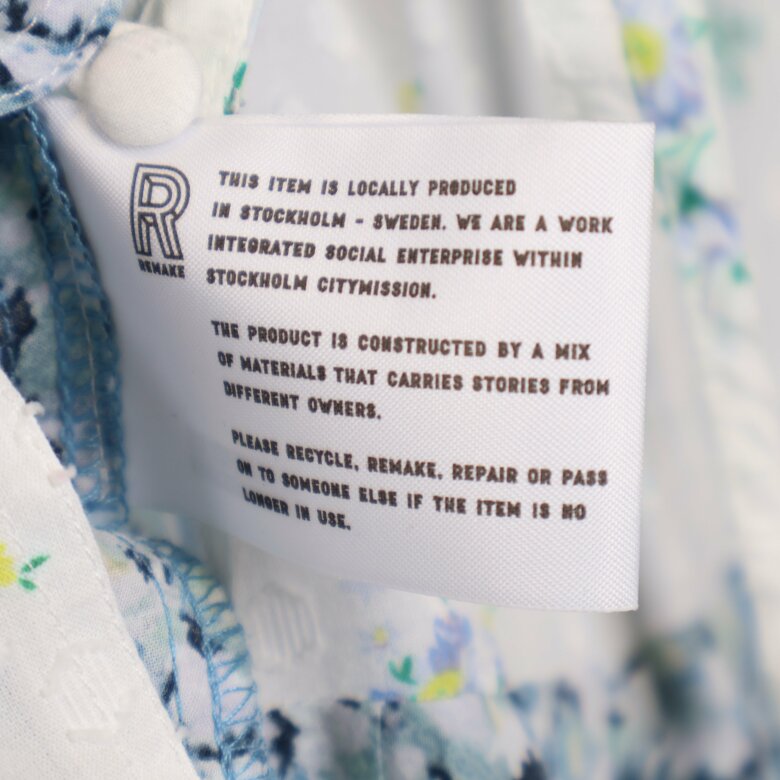 R
REMAKE
THIS ITEM IS LOCALLY PRODUCED
IN STOCKHOLM - SWEDEN. WE ARE A WORK
INTEGRATED SOCIAL ENTERPRISE WITHIN
STOCKHOLM CITYMISSION.
THE PRODUCT IS CONSTRUCTED BY A MIX
OF MATERIALS THAT CARRIES STORIES FROM
DIFFERENT OWNERS.
PLEASE RECYCLE, REMAKE, REPAIR OR PASS
ON TO SOMEONE ELSE IF THE ITEM IS NO
LONGER IN USE.